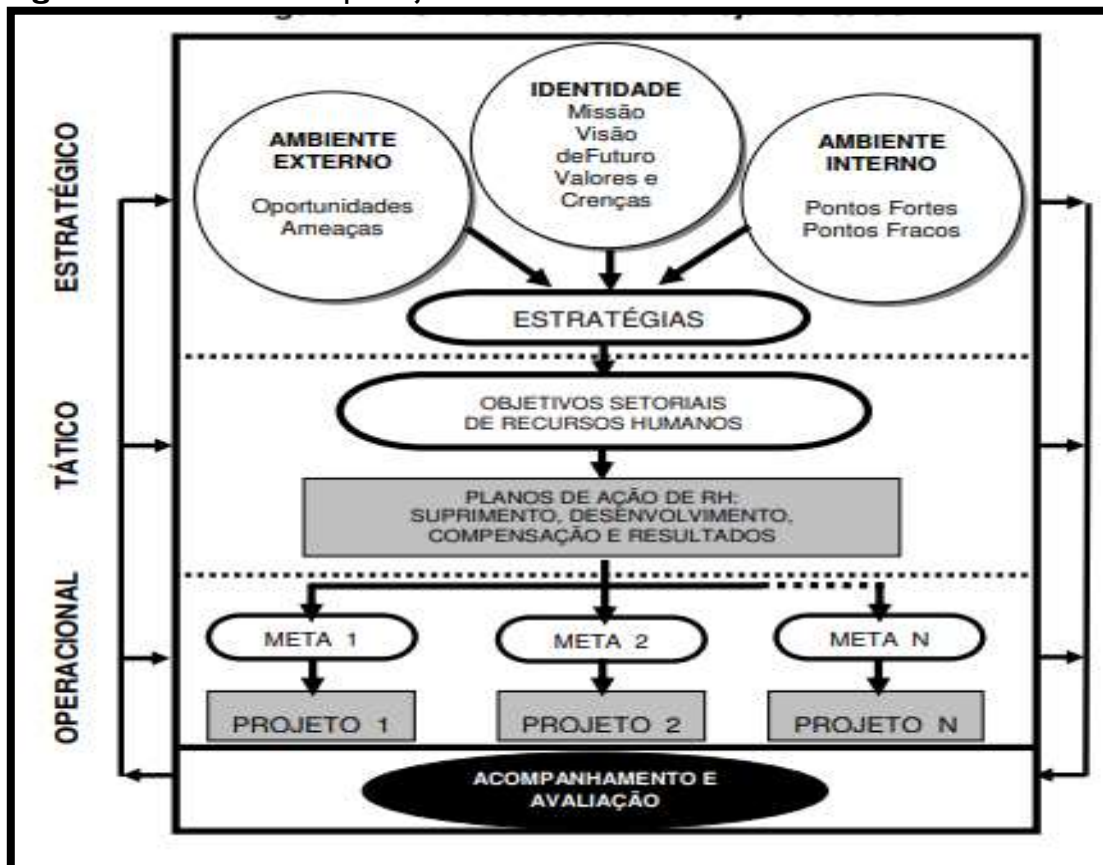 ESTRATÉGICO
IDENTIDADE
Missão
Visão
deFuturo
Valores e
Crenças
AMBIENTE
EXTERNO
Oportunidades
Ameaças
AMBIENTE
INTERNO
Pontos Fortes
Pontos Fracos
ESTRATÉGIAS
TÁTICO
OBJETIVOS SETORIAIS
DE RECURSOS HUMANOS
PLANOS DE AÇÃO DE RH:
SUPRIMENTO, DESENVOLVIMENTO,
COMPENSAÇÃO E RESULTADOS
OPERACIONAL
META 1
META 2
META N
PROJETO 1
PROJETO 2
PROJETO N
ACOMPANHAMENTO E
AVALIAÇÃO